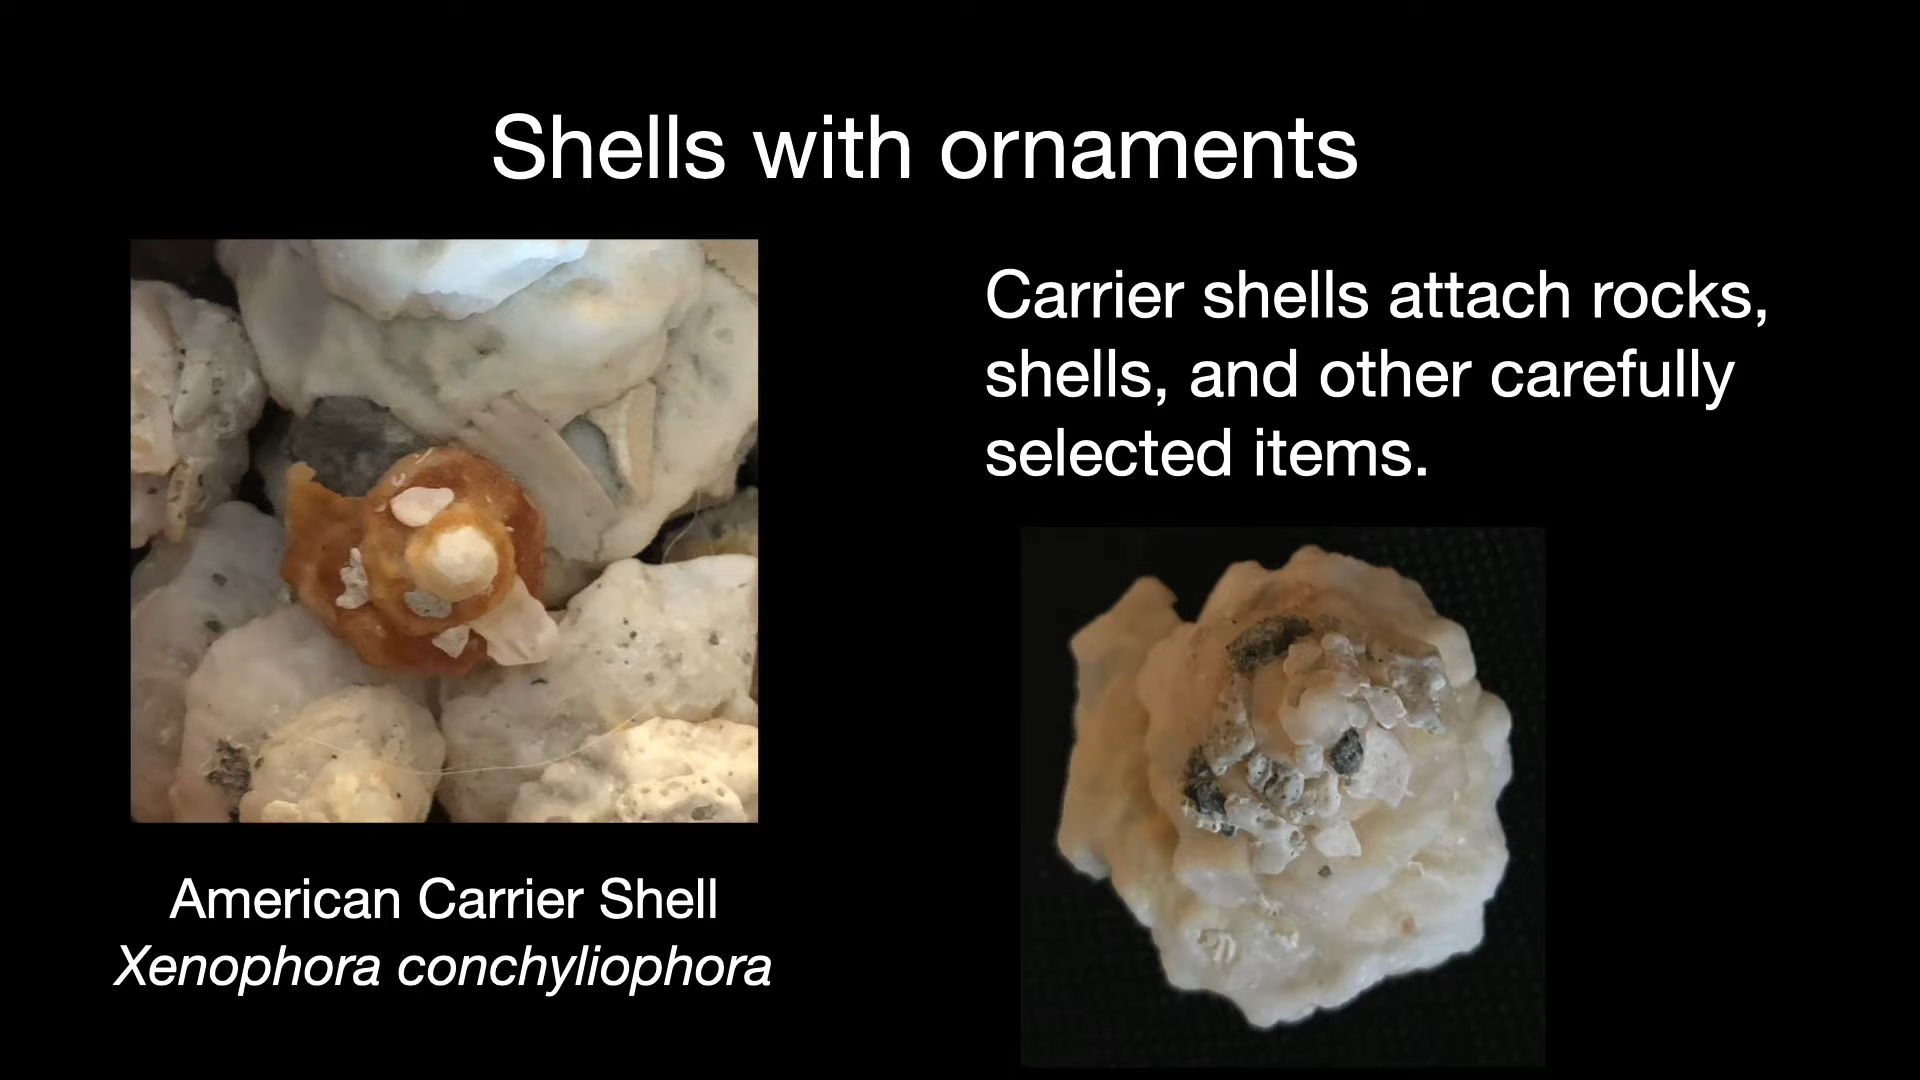 Shells with ornaments
Carrier shells attach rocks,
shells, and other carefully
selected items.
American Carrier Shell
Xenophora conchyliophora